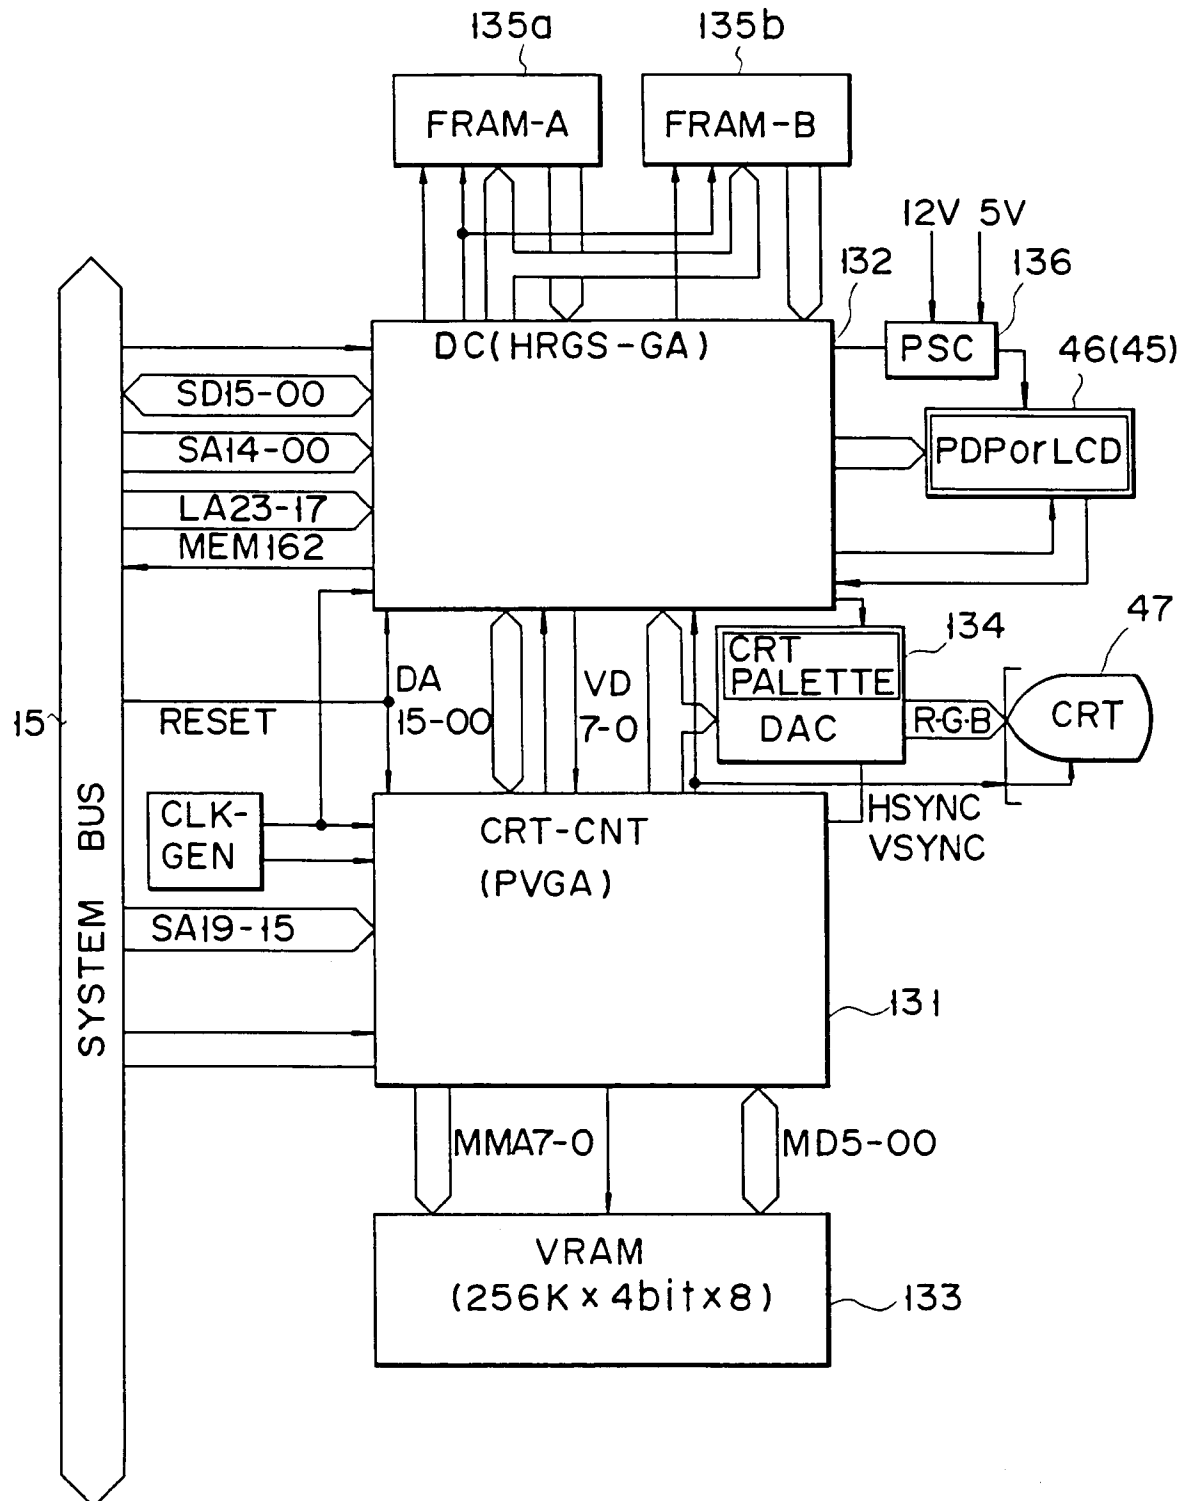 135a
135b
FRAM-A
FRAM-B
12V 5V
132
136
DC(HRGS-GA)
PSC
46(45)
SD15-00
SA14-00
PDPorLCD
LA23-17
MEM162
134
47
CRT
PALETTE
DA
15-00
VD
7-0
15
RESET
DAC
R·G·B
CRT
HSYNC
VSYNC
CLK-
GEN
CRT-CNT
(PVGA)
SA19-15
SYSTEM BUS
131
MMA7-0
MD5-00
VRAM
(256K x 4bitx8)
133